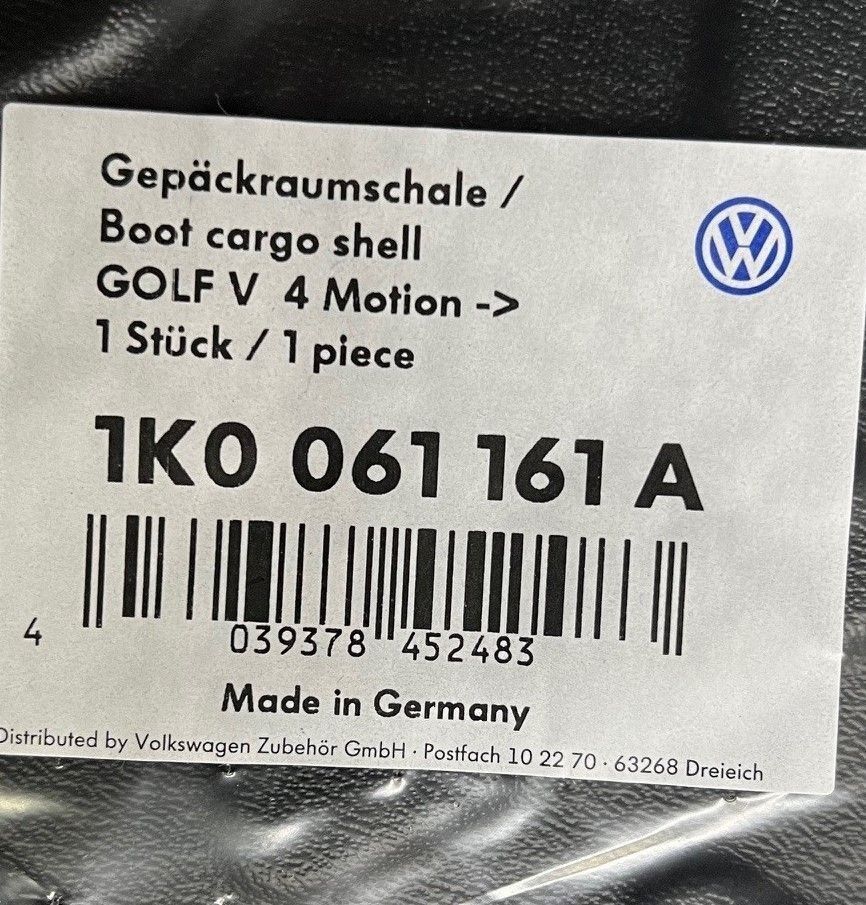 Gepäckraumschale /
Boot cargo shell
GOLF V 4 Motion ->
1 Stück / 1 piece
1K0 061 161 A
4 039378 452483
Made in Germany
Distributed by Volkswagen Zubehör GmbH · Postfach 10 22 70 · 63268 Dreieich